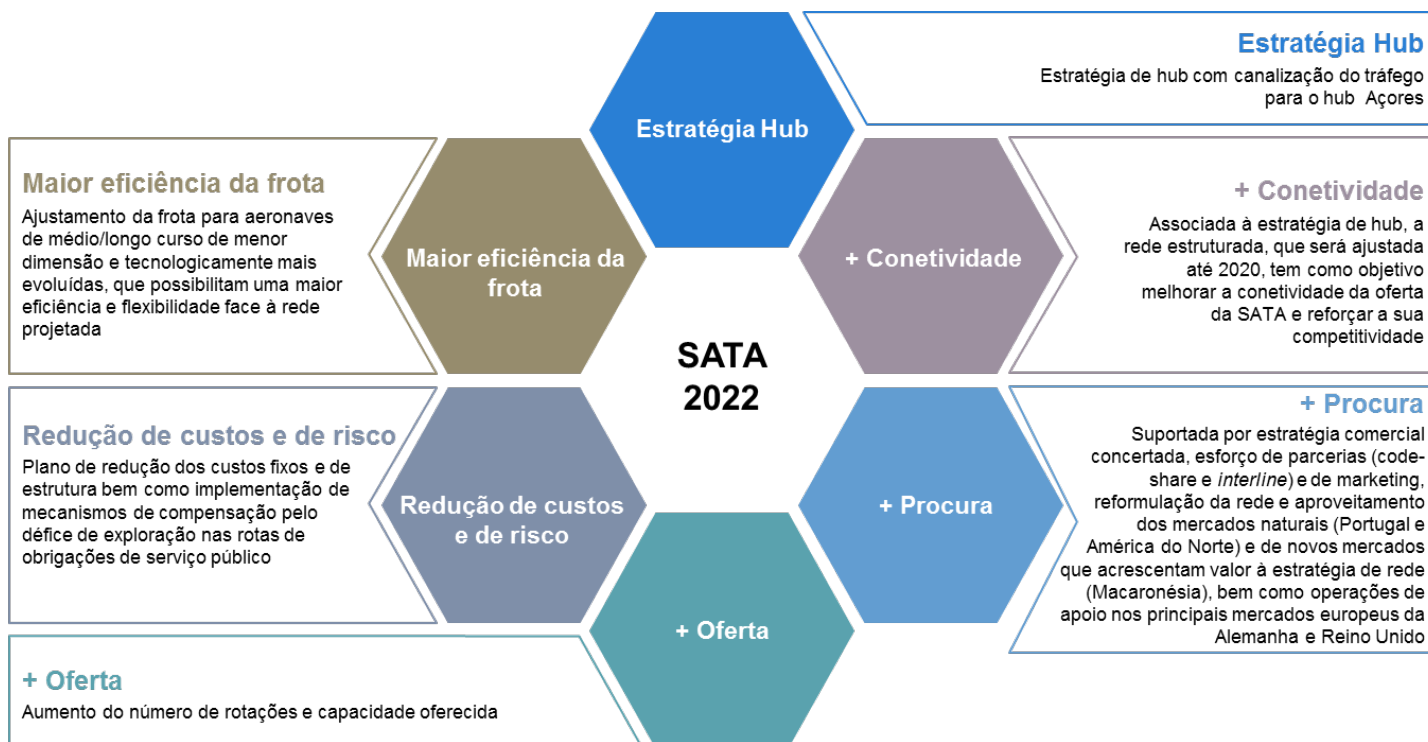 Estratégia Hub
Estratégia de hub com canalização do tráfego
para o hub Açores
Estratégia Hub
Maior eficiência da frota
Ajustamento da frota para aeronaves
de médio/longo curso de menor
dimensão e tecnologicamente mais
evoluídas, que possibilitam uma maior
eficiência e flexibilidade face à rede
projetada
Maior eficiência da
frota
+ Conetividade
+ Conetividade
Associada à estratégia de hub, a
rede estruturada, que será ajustada
até 2020, tem como objetivo
melhorar a conetividade da oferta
da SATA e reforçar a sua
competitividade
SATA
2022
Redução de custos e de risco
Plano de redução dos custos fixos e de
estrutura bem como implementação de
mecanismos de compensação pelo
défice de exploração nas rotas de
obrigações de serviço público
Redução de custos
e de risco
+ Procura
+ Procura
Suportada por estratégia comercial
concertada, esforço de parcerias (code-
share e interline) e de marketing,
reformulação da rede e aproveitamento
dos mercados naturais (Portugal e
América do Norte) e de novos mercados
que acrescentam valor à estratégia de rede
(Macaronésia), bem como operações de
apoio nos principais mercados europeus da
Alemanha e Reino Unido
+ Oferta
+ Oferta
Aumento do número de rotações e capacidade oferecida